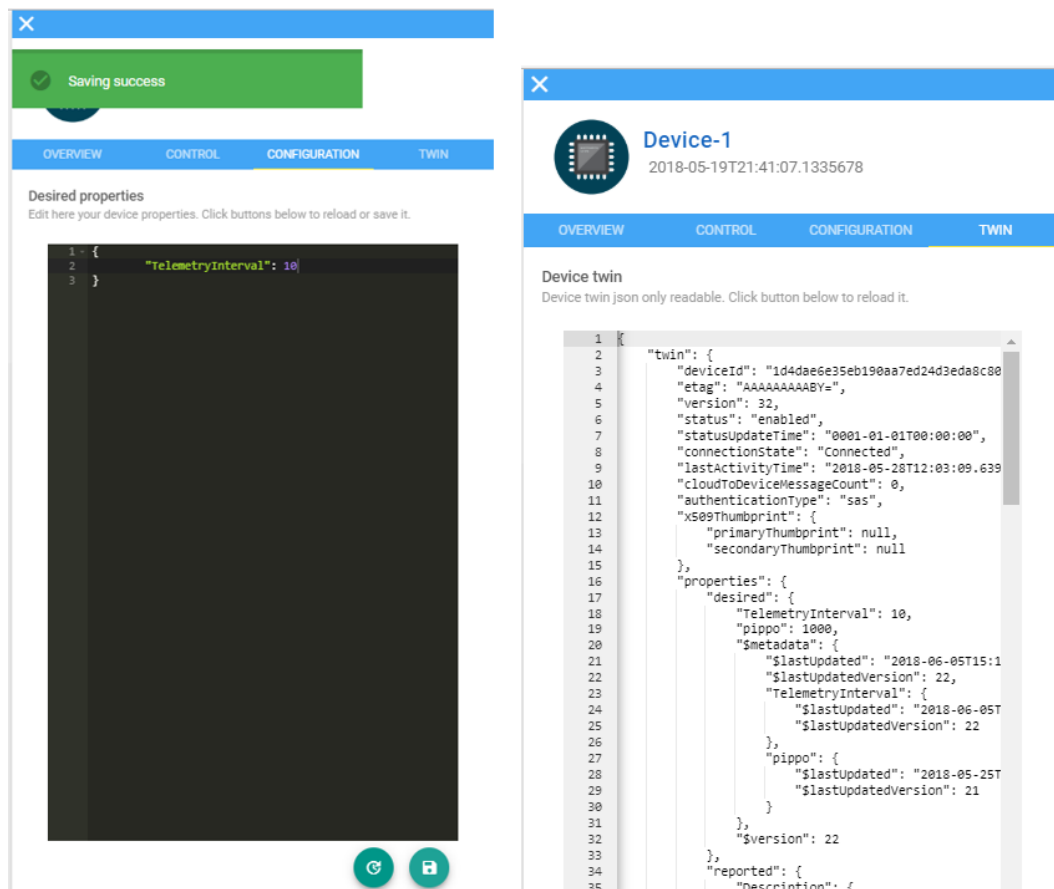 Saving success
OVERVIEW CONTROL CONFIGURATION TWIN
Desired properties
Edit here your device properties. Click buttons below to reload or save it.
1 {
2 "TelemetryInterval": 10
3 }
Device-1
2018-05-19T21:41:07.1335678
OVERVIEW CONTROL CONFIGURATION TWIN
Device twin
Device twin json only readable. Click button below to reload it.
1 {
2 "twin": {
3 "deviceId": "1d4dae6e35eb190aa7ed24d3eda8c80
4 "etag": "AAAAAAAAABY=",
5 "version": 32,
6 "status": "enabled",
7 "statusUpdateTime": "0001-01-01T00:00:00",
8 "connectionState": "Connected",
9 "lastActivityTime": "2018-05-28T12:03:09.639
10 "cloudToDeviceMessageCount": 0,
11 "authenticationType": "sas",
12 "x509Thumbprint": {
13 "primaryThumbprint": null,
14 "secondaryThumbprint": null
15 },
16 "properties": {
17 "desired": {
18 "TelemetryInterval": 10,
19 "pippo": 1000,
20 "$metadata": {
21 "$lastUpdated": "2018-06-05T15:1
22 "$lastUpdatedVersion": 22,
23 "TelemetryInterval": {
24 "$lastUpdated": "2018-06-05T
25 "$lastUpdatedVersion": 22
26 },
27 "pippo": {
28 "$lastUpdated": "2018-05-25T
29 "$lastUpdatedVersion": 21
30 }
31 },
32 "$version": 22
33 },
34 "reported": {
35 "Description": {